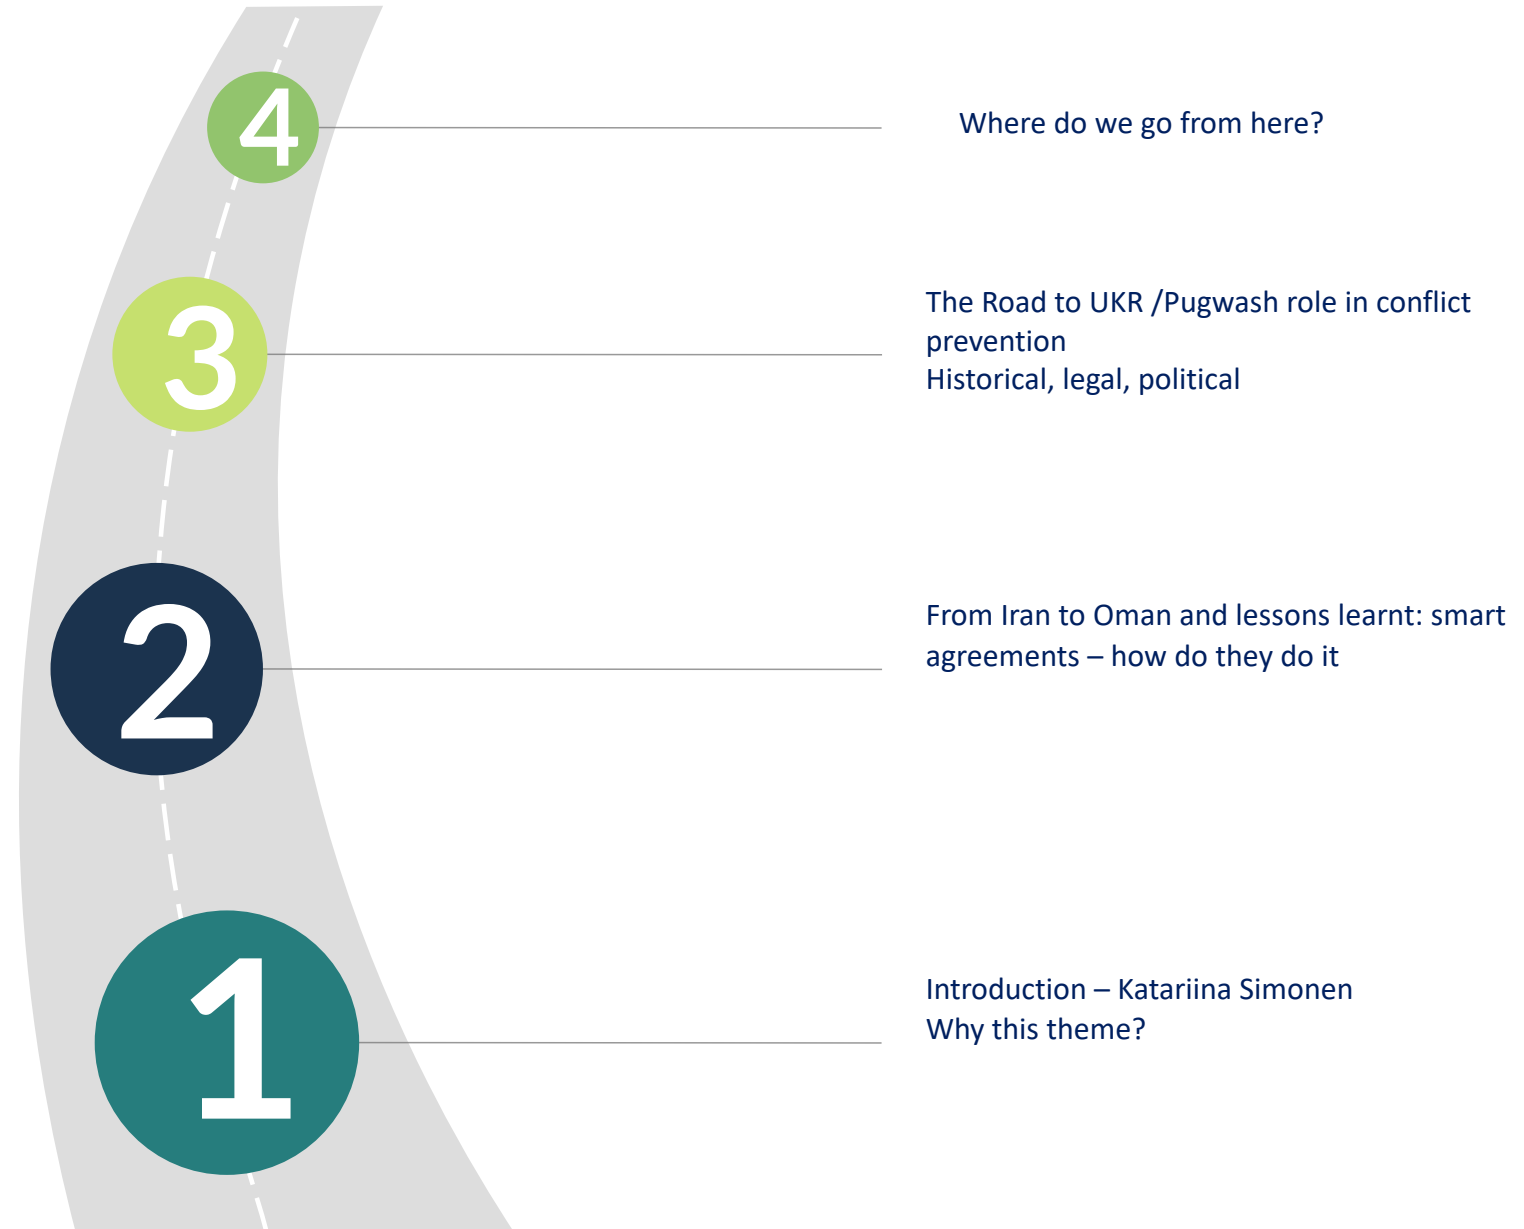 4
Where do we go from here?
3
The Road to UKR /Pugwash role in conflict
prevention
Historical, legal, political
2
From Iran to Oman and lessons learnt: smart
agreements – how do they do it
1
Introduction – Katariina Simonen
Why this theme?